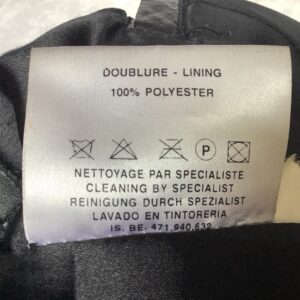 DOUBLURE - LINING
100% POLYESTER
P
NETTOYAGE PAR SPECIALISTE
CLEANING BY SPECIALIST
REINIGUNG DURCH SPEZIALIST
LAVADO EN TINTORERIA
IS. BE. 471.940.632